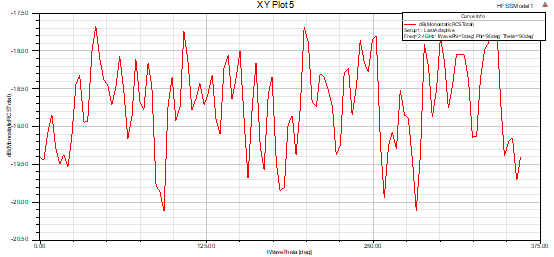 XY Plot 5
HFSSModel1
Curve Info
dB(MonostaticRCSTotal)
Setup1 : LastAdaptive
Freq='2.4GHz' IWavePhi='0deg' Phi='90deg' Theta='90deg'
-17.50
-18.00
-18.50
-19.00
-19.50
-20.00
-20.50
dB(MonostaticRCSTotal)
0.00
125.00
250.00
375.00
IWaveTheta [deg]